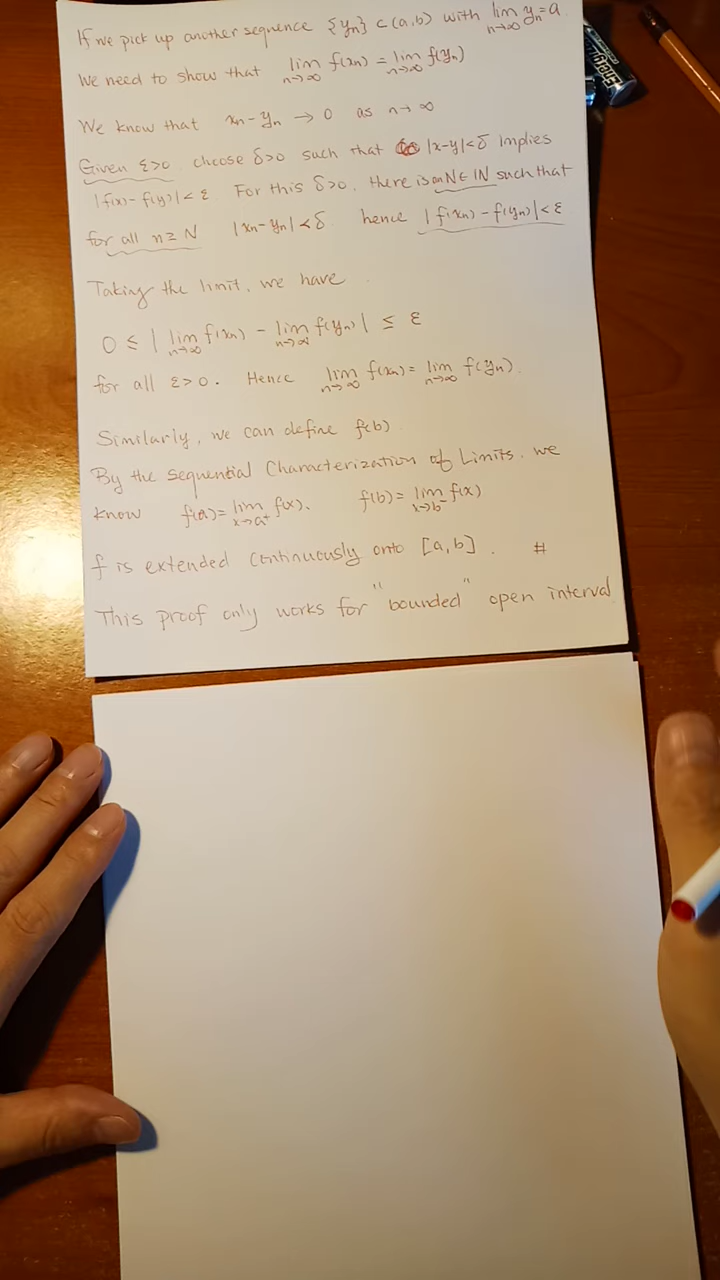 If we pick up another sequence {yn} ⊂ (a,b) with lim n→∞ yn = a
We need to show that lim n→∞ f(xn) = lim n→∞ f(yn)
We know that xn - yn → 0 as n→∞
Given ε>0, choose δ>0 such that |x-y|<δ implies
|f(x) - f(y)| < ε. For this δ>0, there is an N∈ℕ such that
for all n≥N |xn - yn| < δ. hence |f(xn) - f(yn)| < ε
Taking the limit, we have
0 ≤ | lim n→∞ f(xn) - lim n→∞ f(yn) | ≤ ε
for all ε>0. Hence lim n→∞ f(xn) = lim n→∞ f(yn).
Similarly, we can define f(b).
By the Sequential Characterization of Limits, we
know f(a) = lim x→a+ f(x). f(b) = lim x→b- f(x)
f is extended continuously onto [a,b]. #
This proof only works for "bounded" open interval